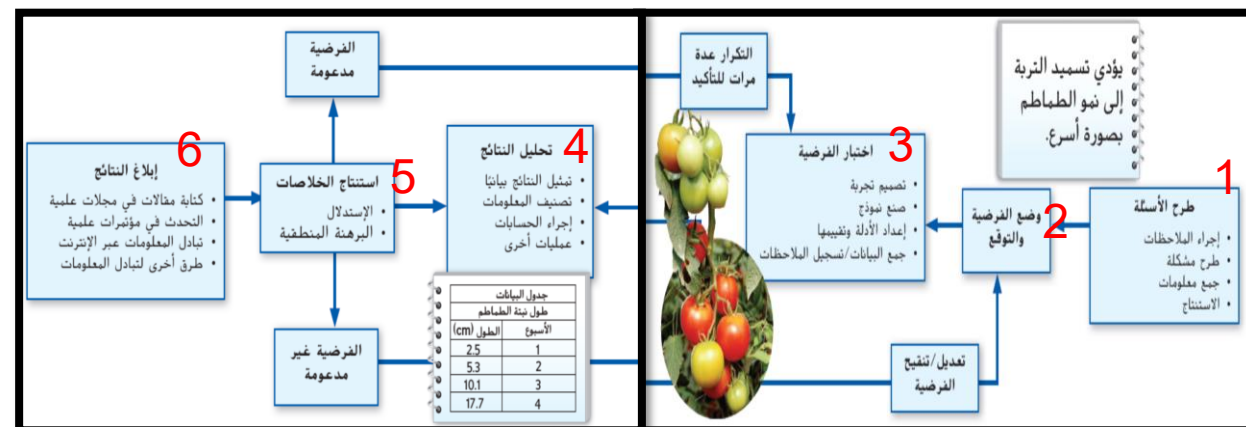 يؤدي تسميد التربة
إلى نمو الطماطم
بصورة أسرع.
1
طرح الأسئلة
• إجراء الملاحظات
• طرح مشكلة
• جمع معلومات
• الاستنتاج
2
وضع الفرضية
والتوقع
التكرار عدة
مرات للتأكيد
3
اختبار الفرضية
• تصميم تجربة
• صنع نموذج
• إعداد الأدلة وتقييمها
• جمع البيانات/تسجيل الملاحظات
تعديل/تنقيح
الفرضية
4
تحليل النتائج
• تمثيل النتائج بيانيًا
• تصنيف المعلومات
• إجراء الحسابات
• عمليات أخرى
جدول البيانات
طول نبتة الطماطم
الأسبوع الطول (cm)
1 2.5
2 5.3
3 10.1
4 17.7
5
استنتاج الخلاصات
• الإستدلال
• البرهنة المنطقية
الفرضية
مدعومة
الفرضية غير
مدعومة
6
إبلاغ النتائج
• كتابة مقالات في مجلات علمية
• التحدث في مؤتمرات علمية
• تبادل المعلومات عبر الإنترنت
• طرق أخرى لتبادل المعلومات